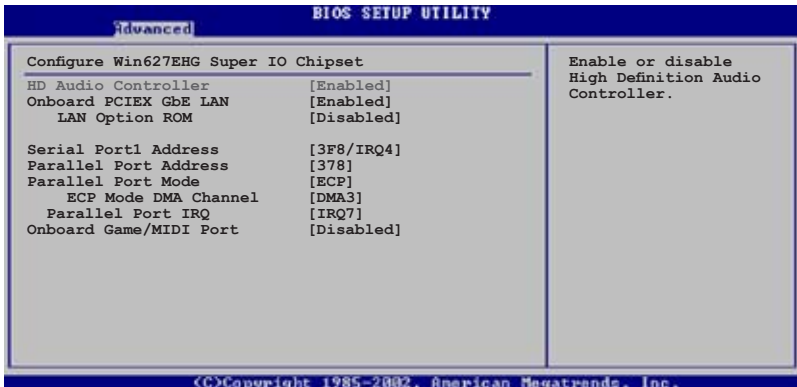 BIOS SETUP UTILITY
Advanced
Configure Win627EHG Super IO Chipset
HD Audio Controller [Enabled]
Onboard PCIEX GbE LAN [Enabled]
LAN Option ROM [Disabled]
Serial Port1 Address [3F8/IRQ4]
Parallel Port Address [378]
Parallel Port Mode [ECP]
ECP Mode DMA Channel [DMA3]
Parallel Port IRQ [IRQ7]
Onboard Game/MIDI Port [Disabled]
Enable or disable
High Definition Audio
Controller.
(C)Copyright 1985-2002, American Megatrends, Inc.